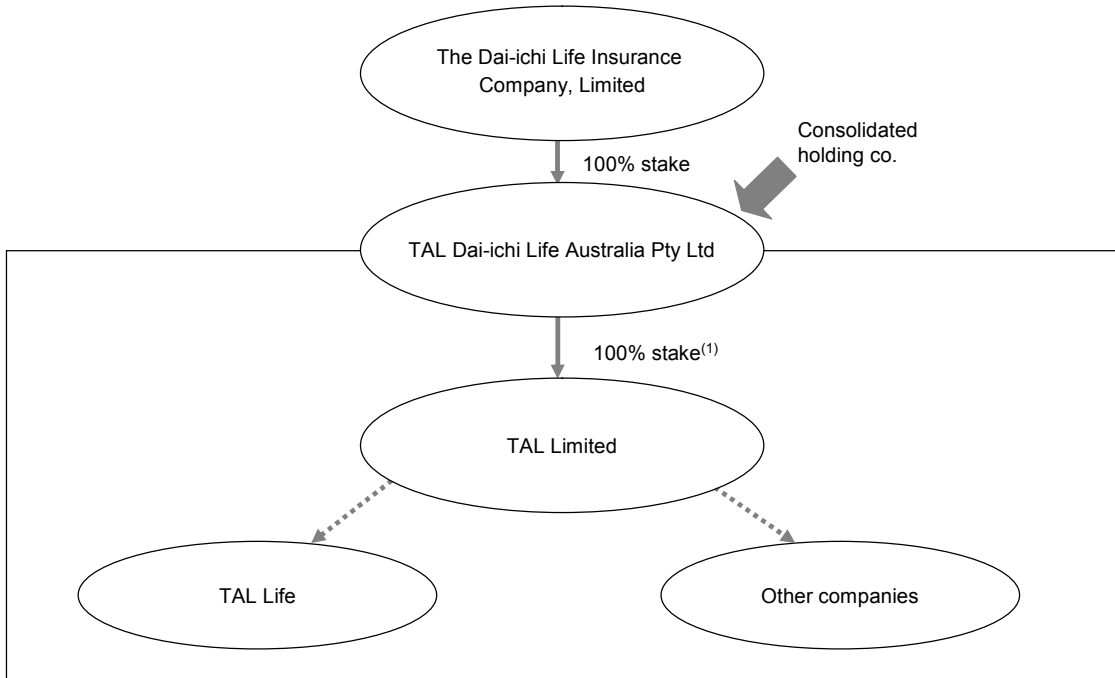 The Dai-ichi Life Insurance
Company, Limited
Consolidated
holding co.
100% stake
TAL Dai-ichi Life Australia Pty Ltd
100% stake(1)
TAL Limited
TAL Life
Other companies